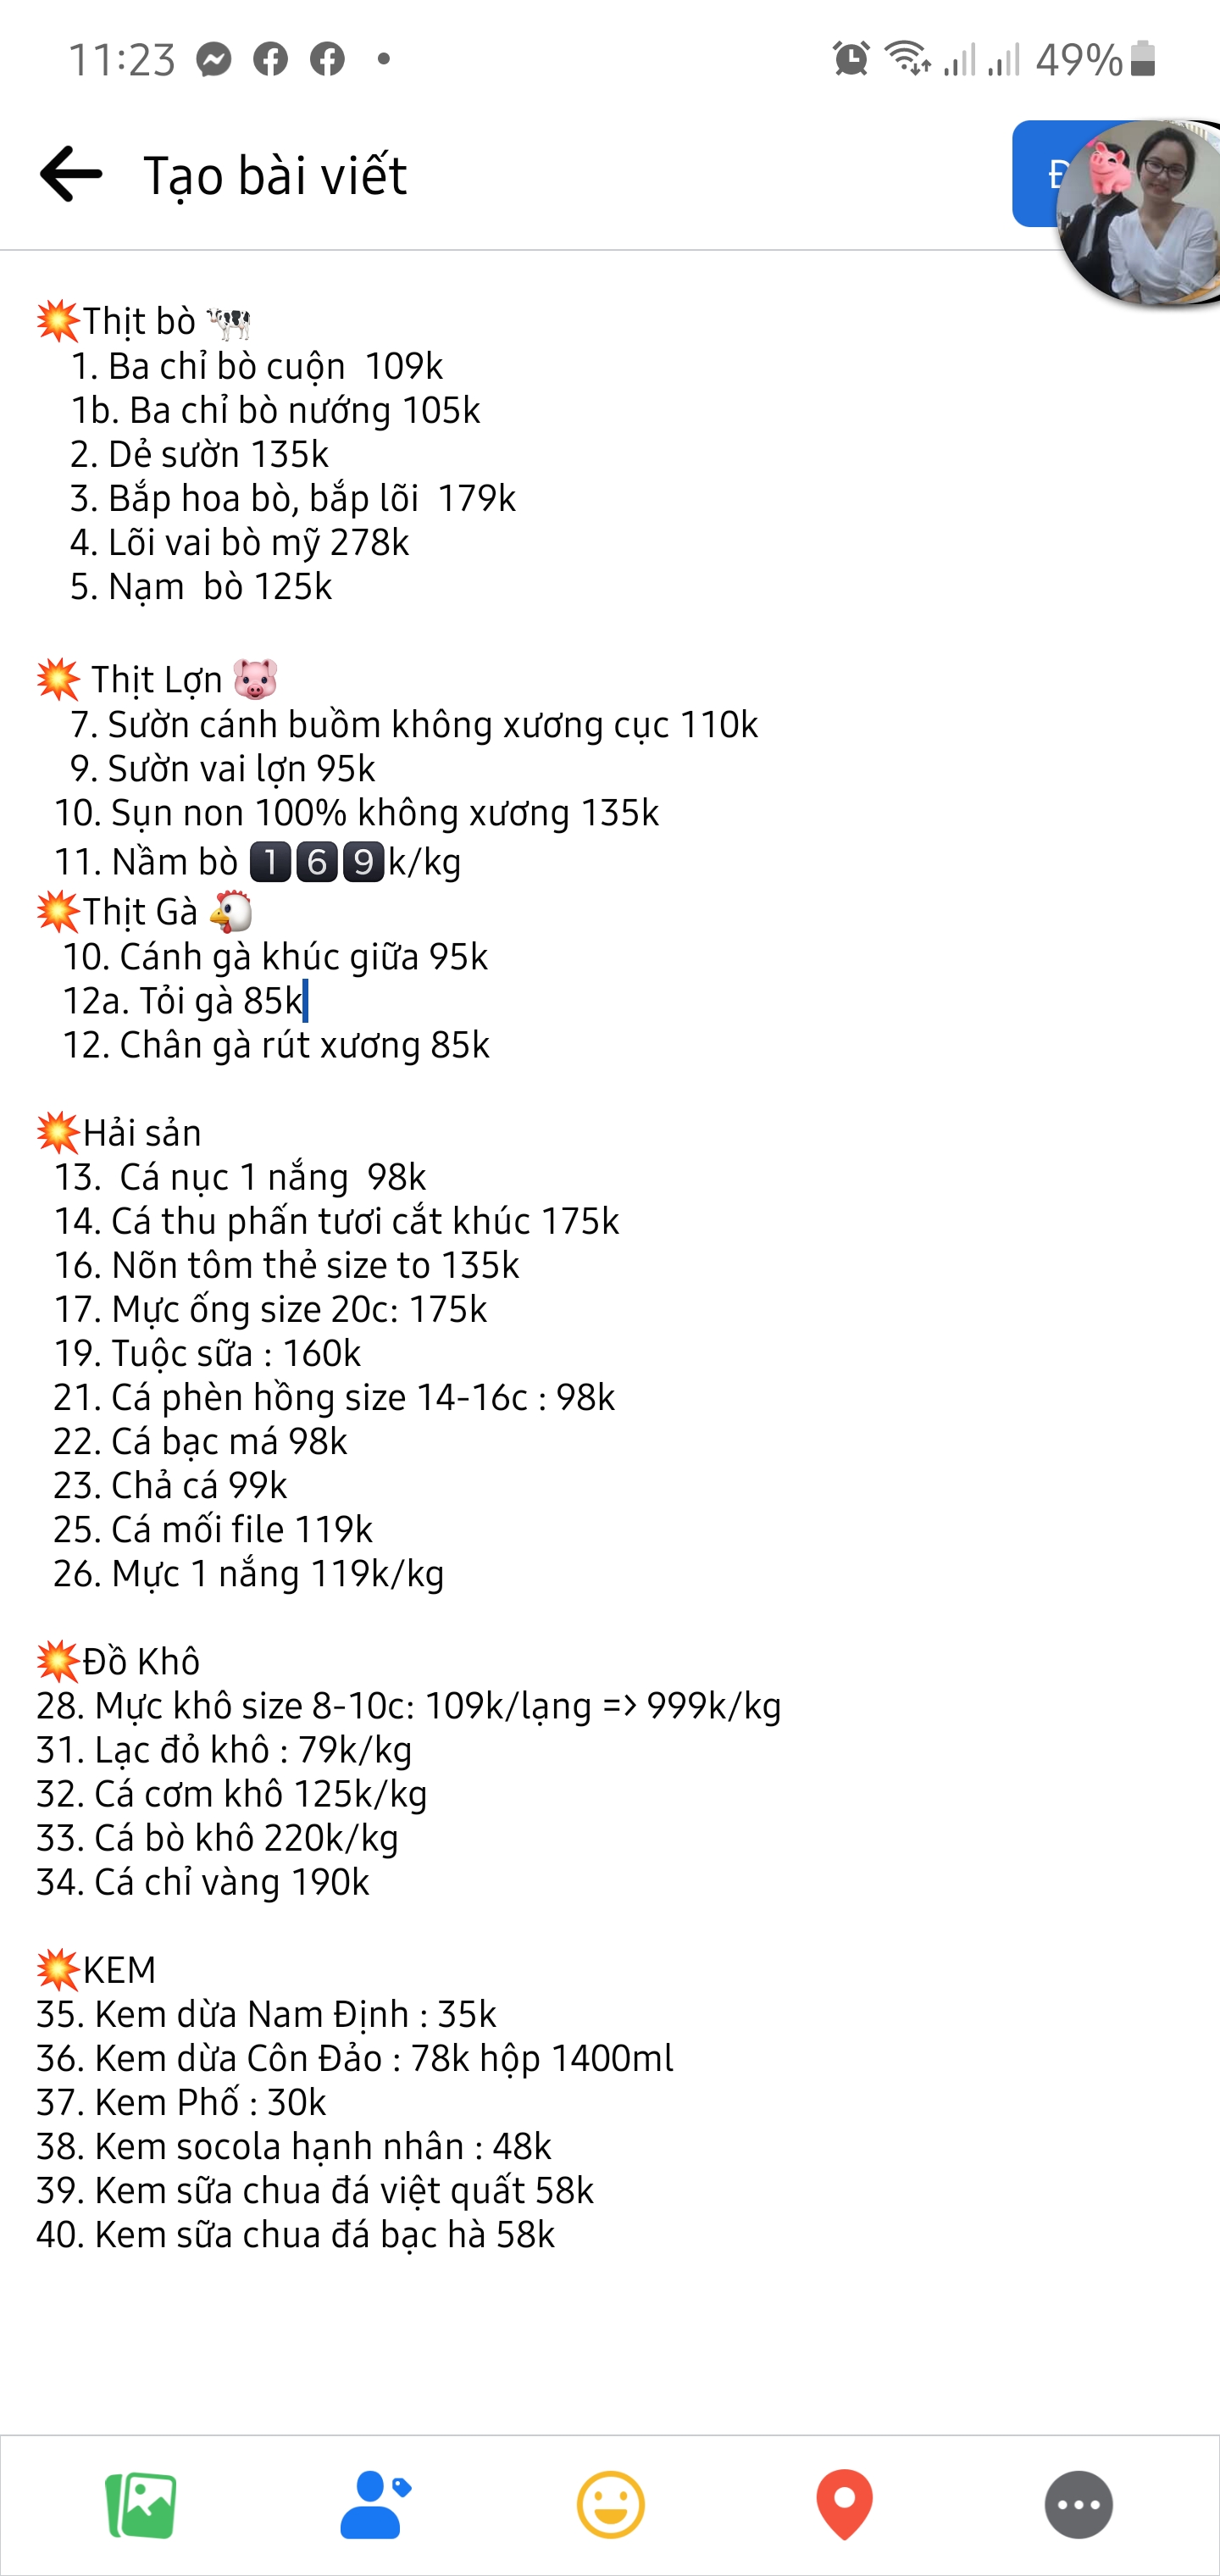 11:23
49%
Tạo bài viết
💥Thịt bò 🐄
1. Ba chỉ bò cuộn 109k
1b. Ba chỉ bò nướng 105k
2. Dẻ sườn 135k
3. Bắp hoa bò, bắp lõi 179k
4. Lõi vai bò mỹ 278k
5. Nạm bò 125k
💥 Thịt Lợn 🐷
7. Sườn cánh buồm không xương cục 110k
9. Sườn vai lợn 95k
10. Sụn non 100% không xương 135k
11. Nầm bò 1️⃣6️⃣9️⃣k/kg
💥Thịt Gà 🐔
10. Cánh gà khúc giữa 95k
12a. Tỏi gà 85k
12. Chân gà rút xương 85k
💥Hải sản
13. Cá nục 1 nắng 98k
14. Cá thu phấn tươi cắt khúc 175k
16. Nõn tôm thẻ size to 135k
17. Mực ống size 20c: 175k
19. Tuộc sữa : 160k
21. Cá phèn hồng size 14-16c : 98k
22. Cá bạc má 98k
23. Chả cá 99k
25. Cá mối file 119k
26. Mực 1 nắng 119k/kg
💥Đồ Khô
28. Mực khô size 8-10c: 109k/lạng => 999k/kg
31. Lạc đỏ khô : 79k/kg
32. Cá cơm khô 125k/kg
33. Cá bò khô 220k/kg
34. Cá chỉ vàng 190k
💥KEM
35. Kem dừa Nam Định : 35k
36. Kem dừa Côn Đảo : 78k hộp 1400ml
37. Kem Phố : 30k
38. Kem socola hạnh nhân : 48k
39. Kem sữa chua đá việt quất 58k
40. Kem sữa chua đá bạc hà 58k